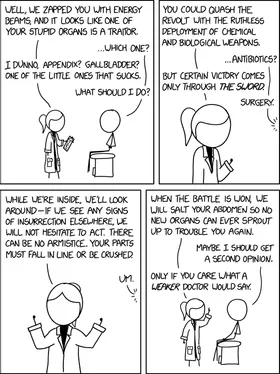 WELL, WE ZAPPED YOU WITH ENERGY
BEAMS, AND IT LOOKS LIKE ONE OF
YOUR STUPID ORGANS IS A TRAITOR.
...WHICH ONE?
I DUNNO, APPENDIX? GALLBLADDER?
ONE OF THE LITTLE ONES THAT SUCKS.
WHAT SHOULD I DO?
YOU COULD QUASH THE
REVOLT WITH THE RUTHLESS
DEPLOYMENT OF CHEMICAL
AND BIOLOGICAL WEAPONS.
...ANTIBIOTICS?
BUT CERTAIN VICTORY COMES
ONLY THROUGH THE SWORD.
SURGERY.
WHILE WE'RE INSIDE, WE'LL LOOK
AROUND—IF WE SEE ANY SIGNS
OF INSURRECTION ELSEWHERE, WE
WILL NOT HESITATE TO ACT. THERE
CAN BE NO ARMISTICE. YOUR PARTS
MUST FALL IN LINE OR BE CRUSHED.
UM.
WHEN THE BATTLE IS WON, WE
WILL SALT YOUR ABDOMEN SO NO
NEW ORGANS CAN EVER SPROUT
UP TO TROUBLE YOU AGAIN.
MAYBE I SHOULD GET
A SECOND OPINION.
ONLY IF YOU CARE WHAT A
WEAKER DOCTOR WOULD SAY.